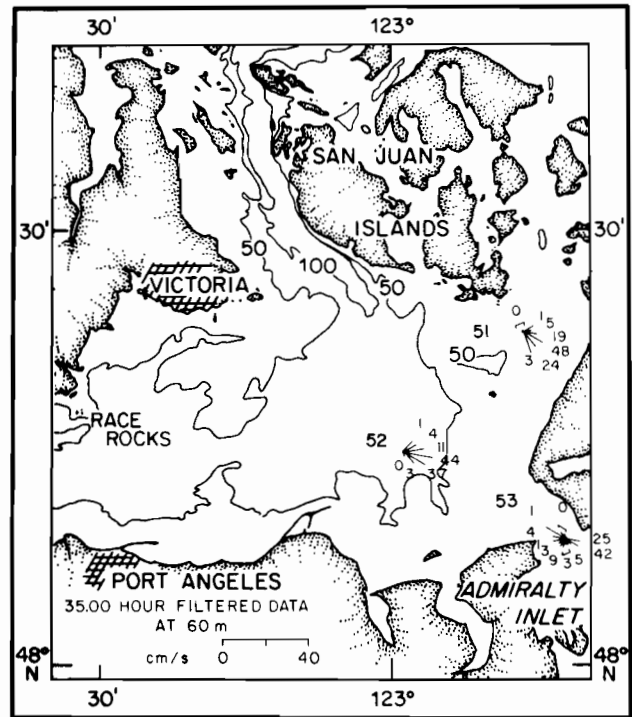 30'
123°
SAN JUAN
ISLANDS
30'
30'
50
100
50
VICTORIA
51
50
0
1
5
19
48
24
3
RACE
ROCKS
52
1
4
11
44
37
3
0
53
1
0
4
25
42
13
9
3
5
PORT ANGELES
35.00 HOUR FILTERED DATA
AT 60 m
cm/s 0 40
ADMIRALTY
INLET
48°
N
48°
N
30'
123°